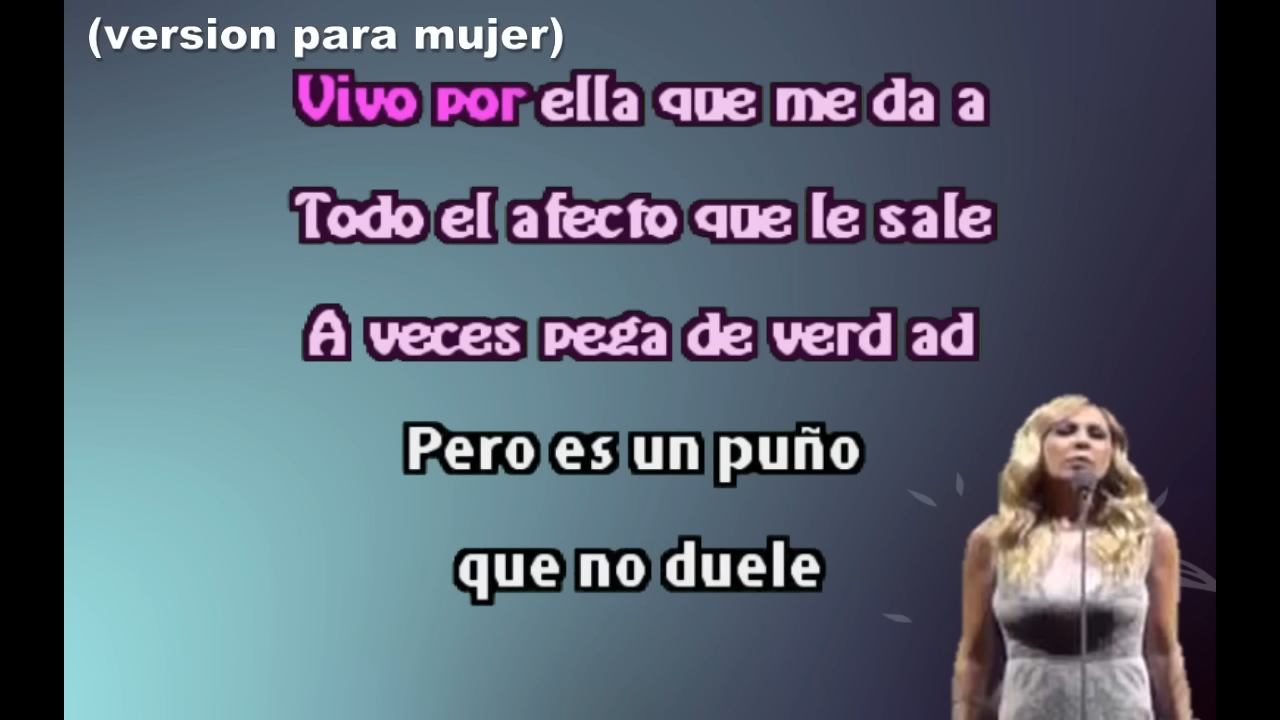 (version para mujer)
Vivo por ella que me da a
Todo el afecto que le sale
A veces pega de verd ad
Pero es un puño
que no duele